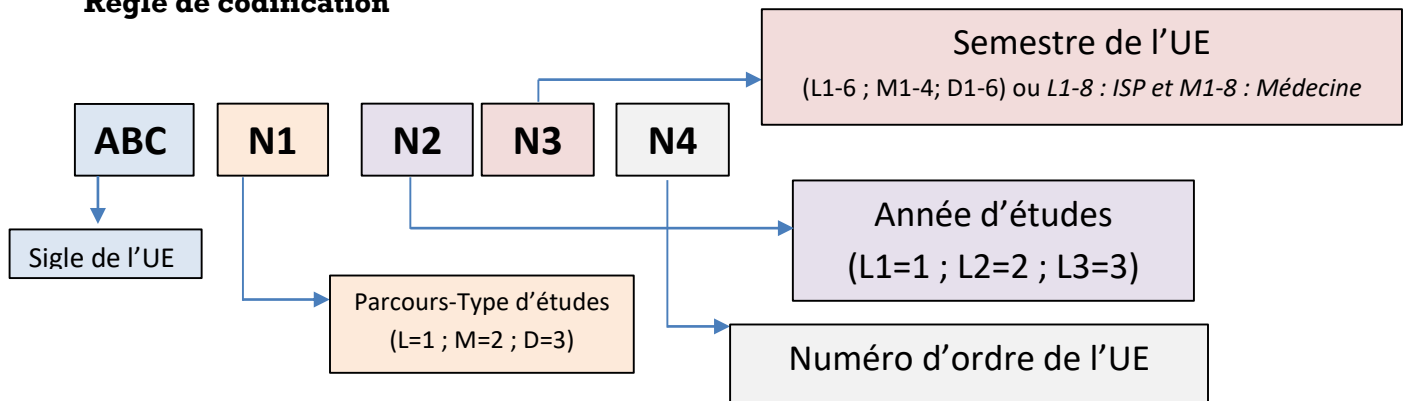 Règle de codification
Semestre de l’UE
(L1-6 ; M1-4; D1-6) ou L1-8 : ISP et M1-8 : Médecine
ABC N1 N2 N3 N4
Sigle de l’UE
Année d’études
(L1=1 ; L2=2 ; L3=3)
Parcours-Type d’études
(L=1 ; M=2 ; D=3)
Numéro d’ordre de l’UE